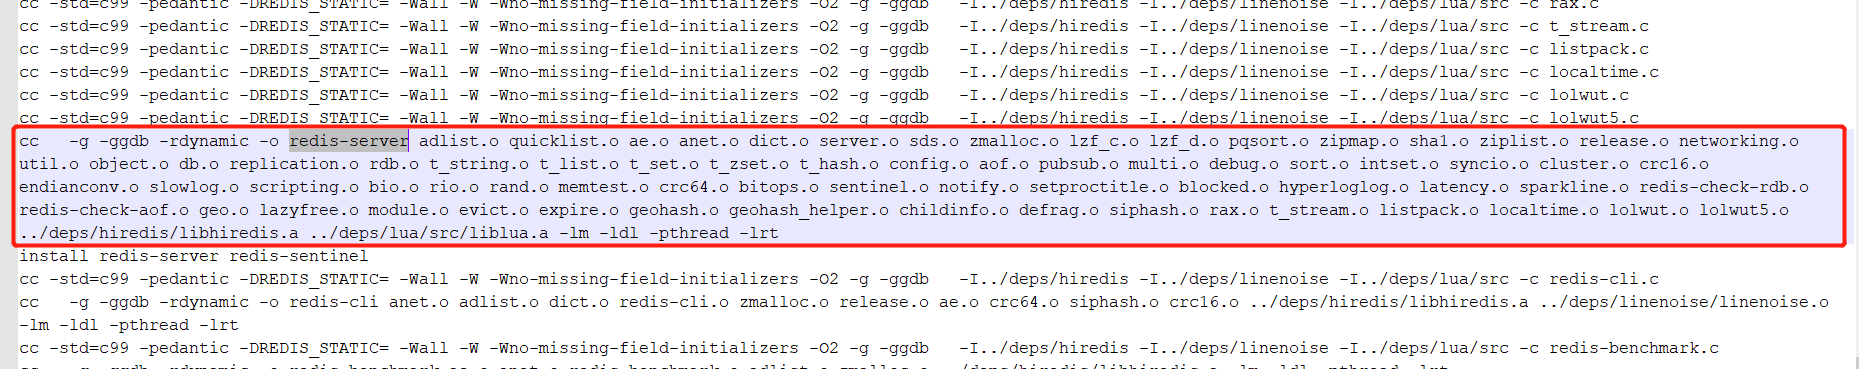 cc -std=c99 -pedantic -DREDIS_STATIC= -Wall -W -Wno-missing-field-initializers -O2 -g -ggdb   -I../deps/hiredis -I../deps/linenoise -I../deps/lua/src -c rax.c
cc -std=c99 -pedantic -DREDIS_STATIC= -Wall -W -Wno-missing-field-initializers -O2 -g -ggdb   -I../deps/hiredis -I../deps/linenoise -I../deps/lua/src -c t_stream.c
cc -std=c99 -pedantic -DREDIS_STATIC= -Wall -W -Wno-missing-field-initializers -O2 -g -ggdb   -I../deps/hiredis -I../deps/linenoise -I../deps/lua/src -c listpack.c
cc -std=c99 -pedantic -DREDIS_STATIC= -Wall -W -Wno-missing-field-initializers -O2 -g -ggdb   -I../deps/hiredis -I../deps/linenoise -I../deps/lua/src -c localtime.c
cc -std=c99 -pedantic -DREDIS_STATIC= -Wall -W -Wno-missing-field-initializers -O2 -g -ggdb   -I../deps/hiredis -I../deps/linenoise -I../deps/lua/src -c lolwut.c
cc -std=c99 -pedantic -DREDIS_STATIC= -Wall -W -Wno-missing-field-initializers -O2 -g -ggdb   -I../deps/hiredis -I../deps/linenoise -I../deps/lua/src -c lolwut5.c
cc   -g -ggdb -rdynamic -o redis-server adlist.o quicklist.o ae.o anet.o dict.o server.o sds.o zmalloc.o lzf_c.o lzf_d.o pqsort.o zipmap.o sha1.o ziplist.o release.o networking.o
util.o object.o db.o replication.o rdb.o t_string.o t_list.o t_set.o t_zset.o t_hash.o config.o aof.o pubsub.o multi.o debug.o sort.o intset.o syncio.o cluster.o crc16.o
endianconv.o slowlog.o scripting.o bio.o rio.o rand.o memtest.o crc64.o bitops.o sentinel.o notify.o setproctitle.o blocked.o hyperloglog.o latency.o sparkline.o redis-check-rdb.o
redis-check-aof.o geo.o lazyfree.o module.o evict.o expire.o geohash.o geohash_helper.o childinfo.o defrag.o siphash.o rax.o t_stream.o listpack.o localtime.o lolwut.o lolwut5.o
../deps/hiredis/libhiredis.a ../deps/lua/src/liblua.a -lm -ldl -pthread -lrt
install redis-server redis-sentinel
cc -std=c99 -pedantic -DREDIS_STATIC= -Wall -W -Wno-missing-field-initializers -O2 -g -ggdb   -I../deps/hiredis -I../deps/linenoise -I../deps/lua/src -c redis-cli.c
cc   -g -ggdb -rdynamic -o redis-cli anet.o adlist.o dict.o redis-cli.o zmalloc.o release.o ae.o crc64.o siphash.o crc16.o ../deps/hiredis/libhiredis.a ../deps/linenoise/linenoise.o
-lm -ldl -pthread -lrt
cc -std=c99 -pedantic -DREDIS_STATIC= -Wall -W -Wno-missing-field-initializers -O2 -g -ggdb   -I../deps/hiredis -I../deps/linenoise -I../deps/lua/src -c redis-benchmark.c